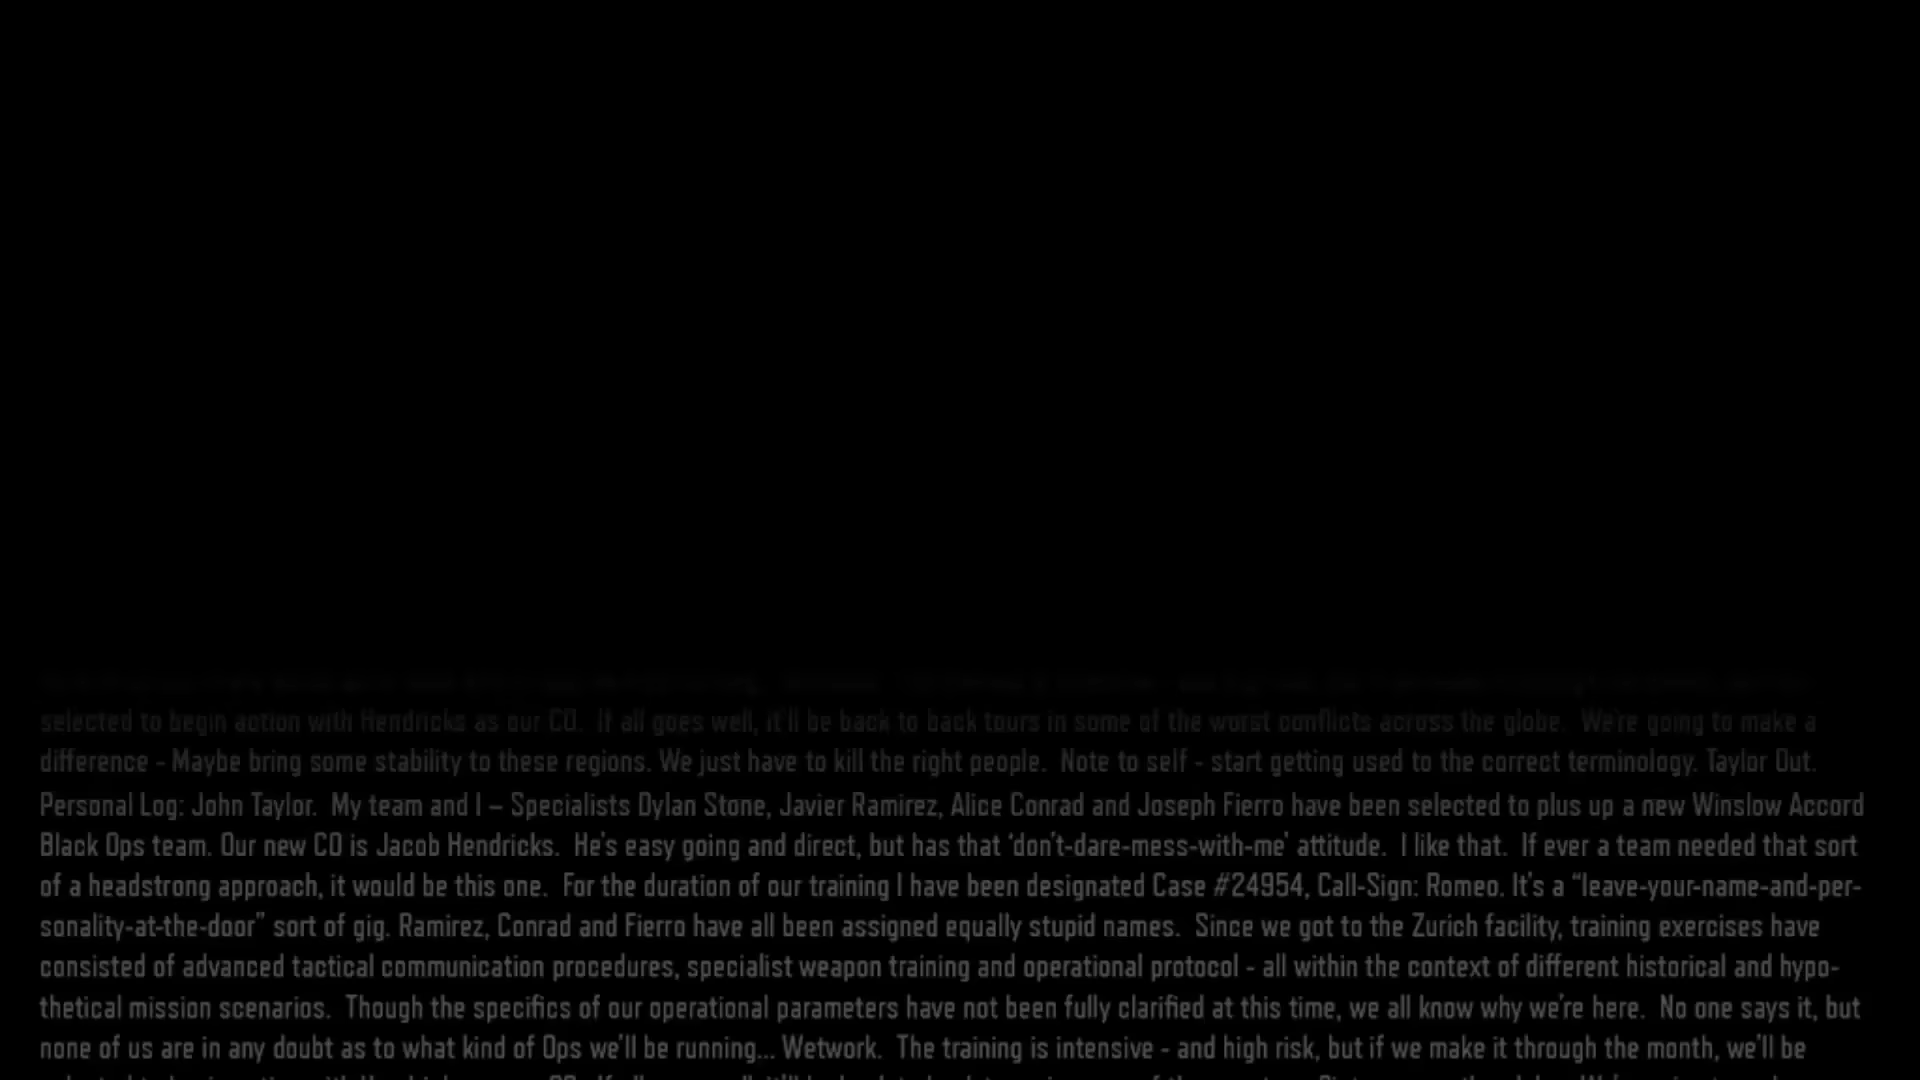 selected to begin action with Hendricks as our CO.  If all goes well, it'll be back to back tours in some of the worst conflicts across the globe.  We're going to make a
difference - Maybe bring some stability to these regions. We just have to kill the right people.  Note to self - start getting used to the correct terminology. Taylor Out.
Personal Log: John Taylor.  My team and I – Specialists Dylan Stone, Javier Ramirez, Alice Conrad and Joseph Fierro have been selected to plus up a new Winslow Accord
Black Ops team. Our new CO is Jacob Hendricks.  He's easy going and direct, but has that ‘don't-dare-mess-with-me’ attitude.  I like that.  If ever a team needed that sort
of a headstrong approach, it would be this one.  For the duration of our training I have been designated Case #24954, Call-Sign: Romeo. It's a “leave-your-name-and-per-
sonality-at-the-door” sort of gig. Ramirez, Conrad and Fierro have all been assigned equally stupid names.  Since we got to the Zurich facility, training exercises have
consisted of advanced tactical communication procedures, specialist weapon training and operational protocol - all within the context of different historical and hypo-
thetical mission scenarios.  Though the specifics of our operational parameters have not been fully clarified at this time, we all know why we're here.  No one says it, but
none of us are in any doubt as to what kind of Ops we'll be running... Wetwork.  The training is intensive - and high risk, but if we make it through the month, we'll be